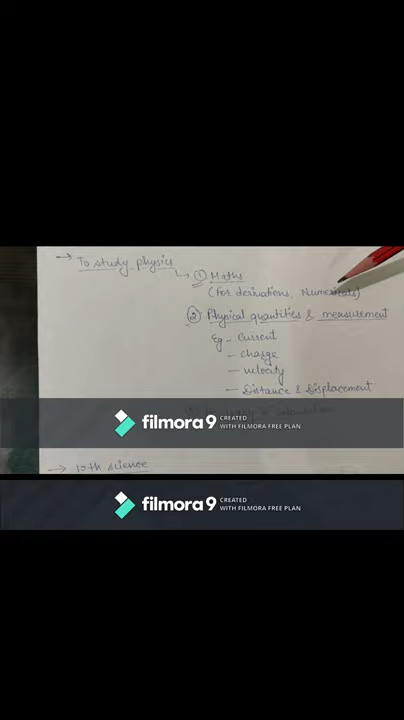 → To study physics
↳ ① Maths
(for derivations, Numericals)
② Physical quantities & measurement
Eg - Current
- charge
- velocity
- Distance & Displacement
filmora9 CREATED WITH FILMORA FREE PLAN
→ 10th science
filmora9 CREATED WITH FILMORA FREE PLAN